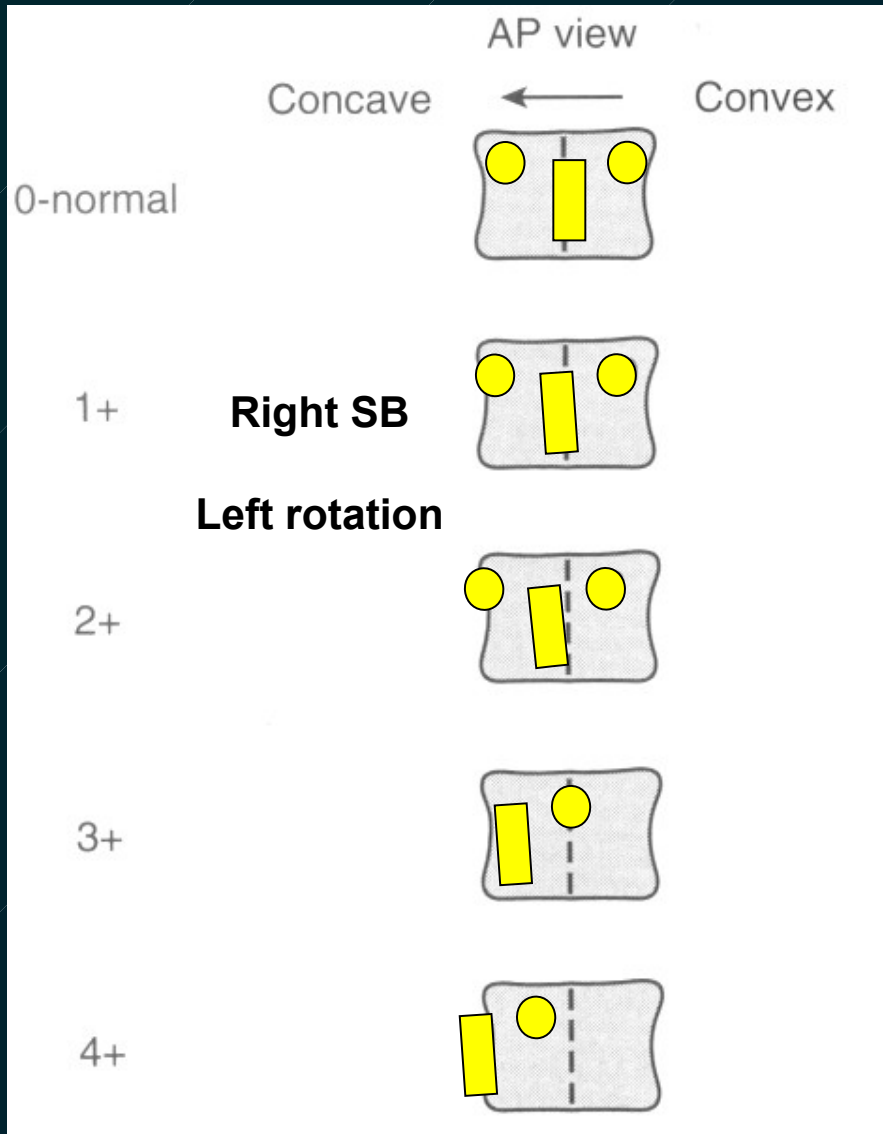 AP view
Concave
Convex
0-normal
1+
Right SB
Left rotation
2+
3+
4+